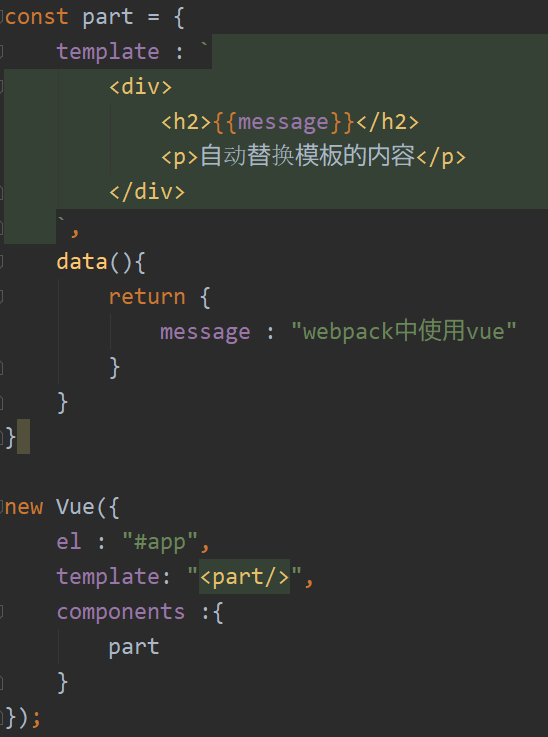 const part = {
    template : `
        <div>
            <h2>{{message}}</h2>
            <p>自动替换模板的内容</p>
        </div>
    `,
    data(){
        return {
            message : "webpack中使用vue"
        }
    }
}
new Vue({
    el : "#app",
    template: "<part/>",
    components :{
        part
    }
});